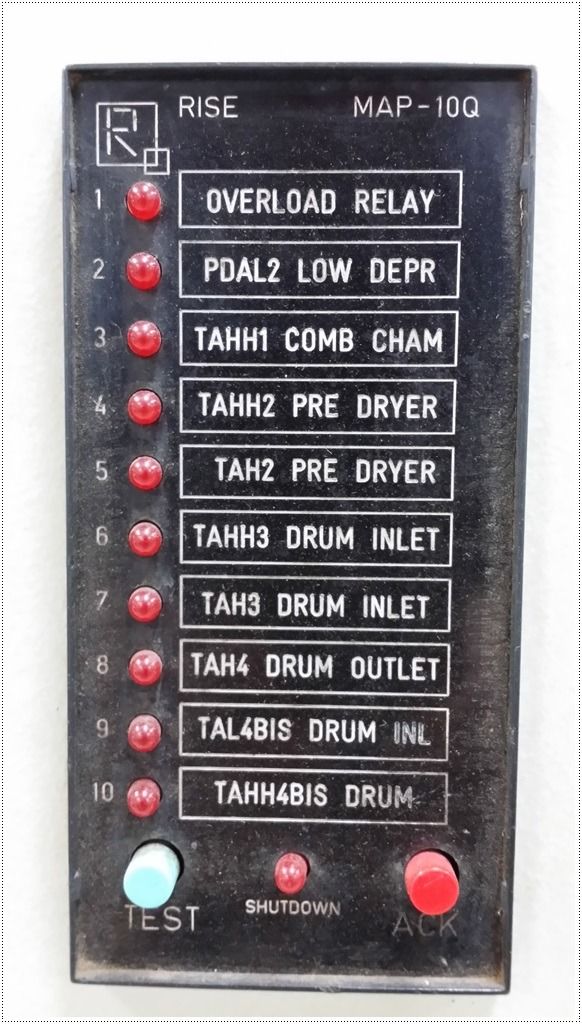 R RISE MAP-10Q
1 OVERLOAD RELAY
2 PDAL2 LOW DEPR
3 TAHH1 COMB CHAM
4 TAHH2 PRE DRYER
5 TAH2 PRE DRYER
6 TAHH3 DRUM INLET
7 TAH3 DRUM INLET
8 TAH4 DRUM OUTLET
9 TAL4BIS DRUM INL
10 TAHH4BIS DRUM
TEST SHUTDOWN ACK